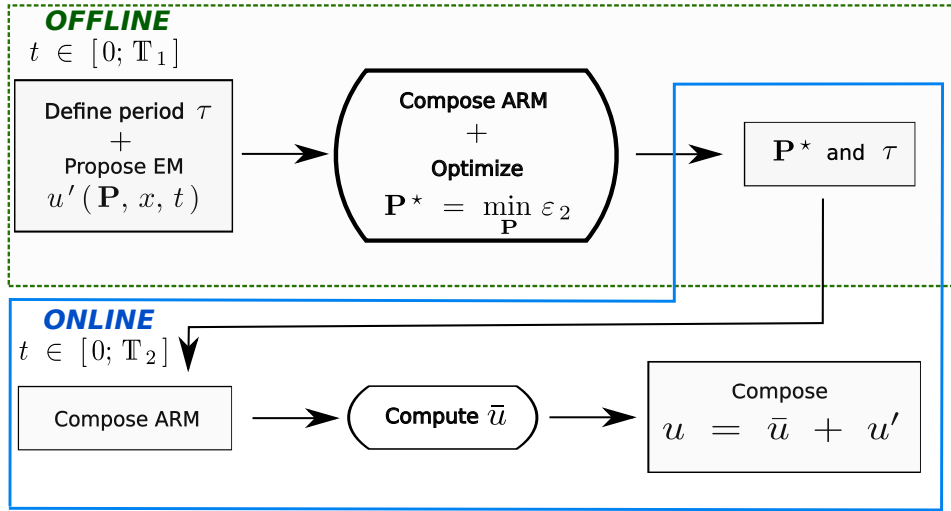 OFFLINE
t ∈ [0; 𝕋₁]
Define period τ
+
Propose EM
u′(𝐏, x, t)
Compose ARM
+
Optimize
𝐏⋆ = min ε₂
𝐏
𝐏⋆ and τ
ONLINE
t ∈ [0; 𝕋₂]
Compose ARM
Compute ū
Compose
u = ū + u′